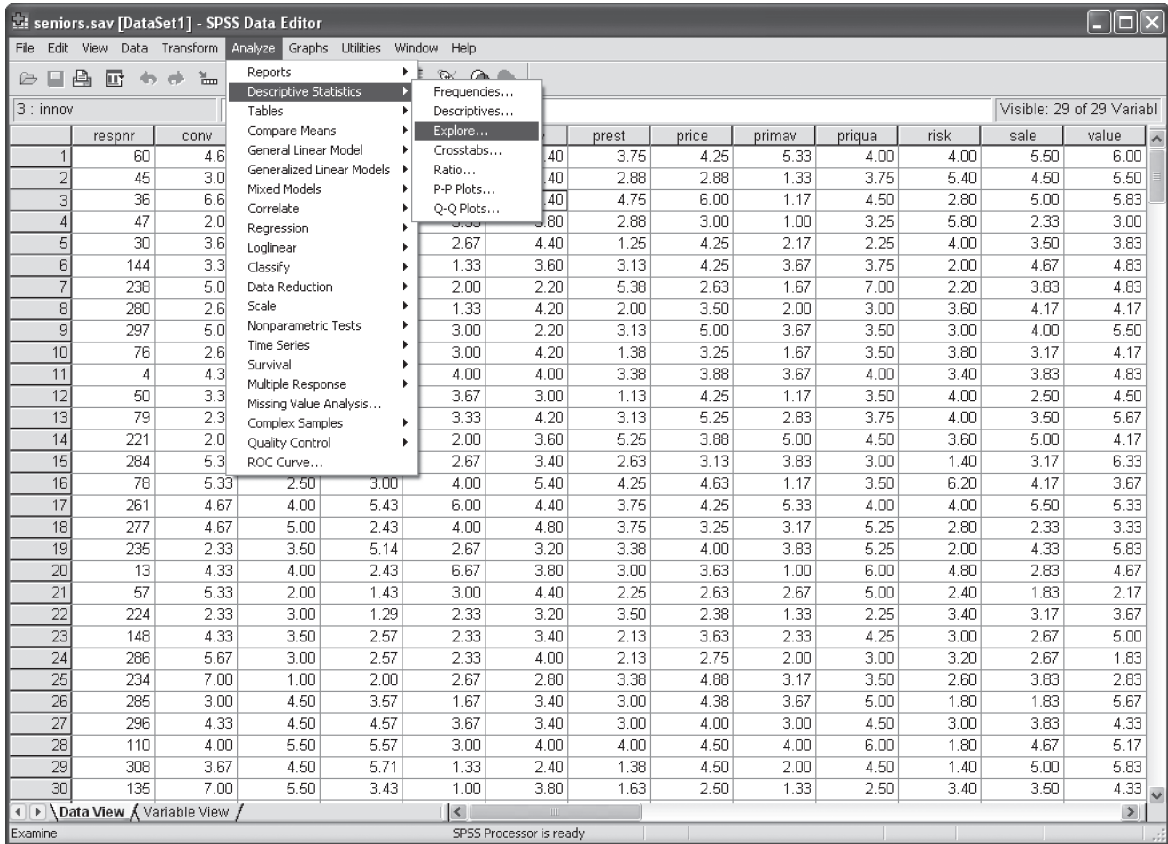 seniors.sav [DataSet1] - SPSS Data Editor
File Edit View Data Transform Analyze Graphs Utilities Window Help
3 : innov
Visible: 29 of 29 Variabl
Reports
Descriptive Statistics
Tables
Compare Means
General Linear Model
Generalized Linear Models
Mixed Models
Correlate
Regression
Loglinear
Classify
Data Reduction
Scale
Nonparametric Tests
Time Series
Survival
Multiple Response
Missing Value Analysis...
Complex Samples
Quality Control
ROC Curve...
Frequencies...
Descriptives...
Explore...
Crosstabs...
Ratio...
P-P Plots...
Q-Q Plots...
respnr conv prest price primav priqua risk sale value
1 60 4.6 .40 3.75 4.25 5.33 4.00 4.00 5.50 6.00
2 45 3.0 .40 2.88 2.88 1.33 3.75 5.40 4.50 5.50
3 36 6.6 .40 4.75 6.00 1.17 4.50 2.80 5.00 5.83
4 47 2.0 .80 2.88 3.00 1.00 3.25 5.80 2.33 3.00
5 30 3.6 2.67 4.40 1.25 4.25 2.17 2.25 4.00 3.50 3.83
6 144 3.3 1.33 3.60 3.13 4.25 3.67 3.75 2.00 4.67 4.83
7 238 5.0 2.00 2.20 5.38 2.63 1.67 7.00 2.20 3.83 4.83
8 280 2.6 1.33 4.20 2.00 3.50 2.00 3.00 3.60 4.17 4.17
9 297 5.0 3.00 2.20 3.13 5.00 3.67 3.50 3.00 4.00 5.50
10 76 2.6 3.00 4.20 1.38 3.25 1.67 3.50 3.80 3.17 4.17
11 4 4.3 4.00 4.00 3.38 3.88 3.67 4.00 3.40 3.83 4.83
12 50 3.3 3.67 3.00 1.13 4.25 1.17 3.50 4.00 2.50 4.50
13 79 2.3 3.33 4.20 3.13 5.25 2.83 3.75 4.00 3.50 5.67
14 221 2.0 2.00 3.60 5.25 3.88 5.00 4.50 3.60 5.00 4.17
15 284 5.3 2.67 3.40 2.63 3.13 3.83 3.00 1.40 3.17 6.33
16 78 5.33 2.50 3.00 4.00 5.40 4.25 4.63 1.17 3.50 6.20 4.17 3.67
17 261 4.67 4.00 5.43 6.00 4.40 3.75 4.25 5.33 4.00 4.00 5.50 5.33
18 277 4.67 5.00 2.43 4.00 4.80 3.75 3.25 3.17 5.25 2.80 2.33 3.33
19 235 2.33 3.50 5.14 2.67 3.20 3.38 4.00 3.83 5.25 2.00 4.33 5.83
20 13 4.33 4.00 2.43 6.67 3.80 3.00 3.63 1.00 6.00 4.80 2.83 4.67
21 57 5.33 2.00 1.43 3.00 4.40 2.25 2.63 2.67 5.00 2.40 1.83 2.17
22 224 2.33 3.00 1.29 2.33 3.20 3.50 2.38 1.33 2.25 3.40 3.17 3.67
23 148 4.33 3.50 2.57 2.33 3.40 2.13 3.63 2.33 4.25 3.00 2.67 5.00
24 286 5.67 3.00 2.57 2.33 4.00 2.13 2.75 2.00 3.00 3.20 2.67 1.83
25 234 7.00 1.00 2.00 2.67 2.80 3.38 4.88 3.17 3.50 2.60 3.83 2.83
26 285 3.00 4.50 3.57 1.67 3.40 3.00 4.38 3.67 5.00 1.80 1.83 5.67
27 296 4.33 4.50 4.57 3.67 3.40 3.00 4.00 3.00 4.50 3.00 3.83 4.33
28 110 4.00 5.50 5.57 3.00 4.00 4.00 4.50 4.00 6.00 1.80 4.67 5.17
29 308 3.67 4.50 5.71 1.33 2.40 1.38 4.50 2.00 4.50 1.40 5.00 5.83
30 135 7.00 5.50 3.43 1.00 3.80 1.63 2.50 1.33 2.50 3.40 3.50 4.33
Data View Variable View
Examine SPSS Processor is ready